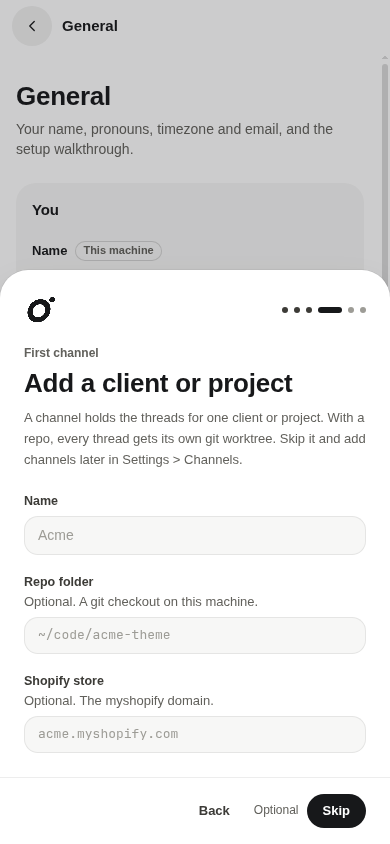 General
General
Your name, pronouns, timezone and email, and the
setup walkthrough.
You
Name This machine
First channel
Add a client or project
A channel holds the threads for one client or project. With a
repo, every thread gets its own git worktree. Skip it and add
channels later in Settings > Channels.
Name
Acme
Repo folder
Optional. A git checkout on this machine.
~/code/acme-theme
Shopify store
Optional. The myshopify domain.
acme.myshopify.com
Back Optional Skip